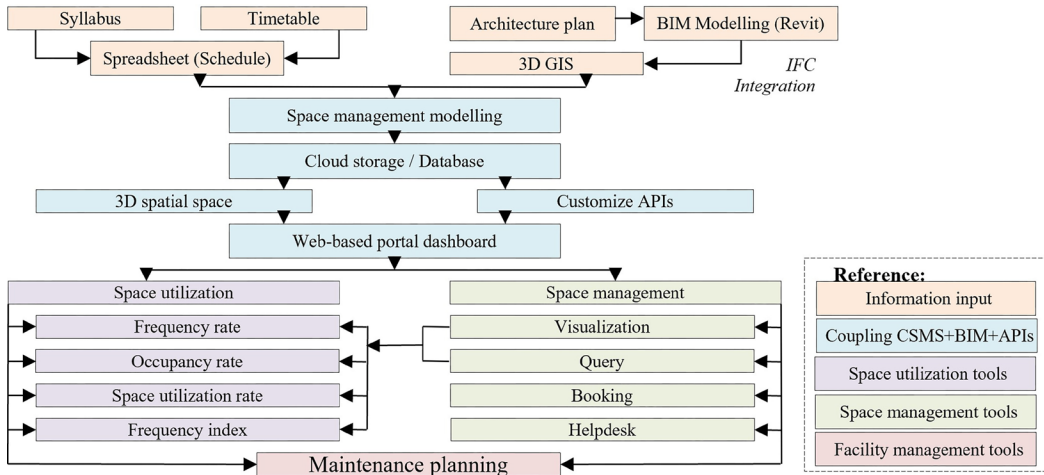 Syllabus
Timetable
Spreadsheet (Schedule)
Architecture plan
BIM Modelling (Revit)
3D GIS
IFC
Integration
Space management modelling
Cloud storage / Database
3D spatial space
Customize APIs
Web-based portal dashboard
Space utilization
Space management
Frequency rate
Occupancy rate
Space utilization rate
Frequency index
Visualization
Query
Booking
Helpdesk
Maintenance planning
Reference:
Information input
Coupling CSMS+BIM+APIs
Space utilization tools
Space management tools
Facility management tools